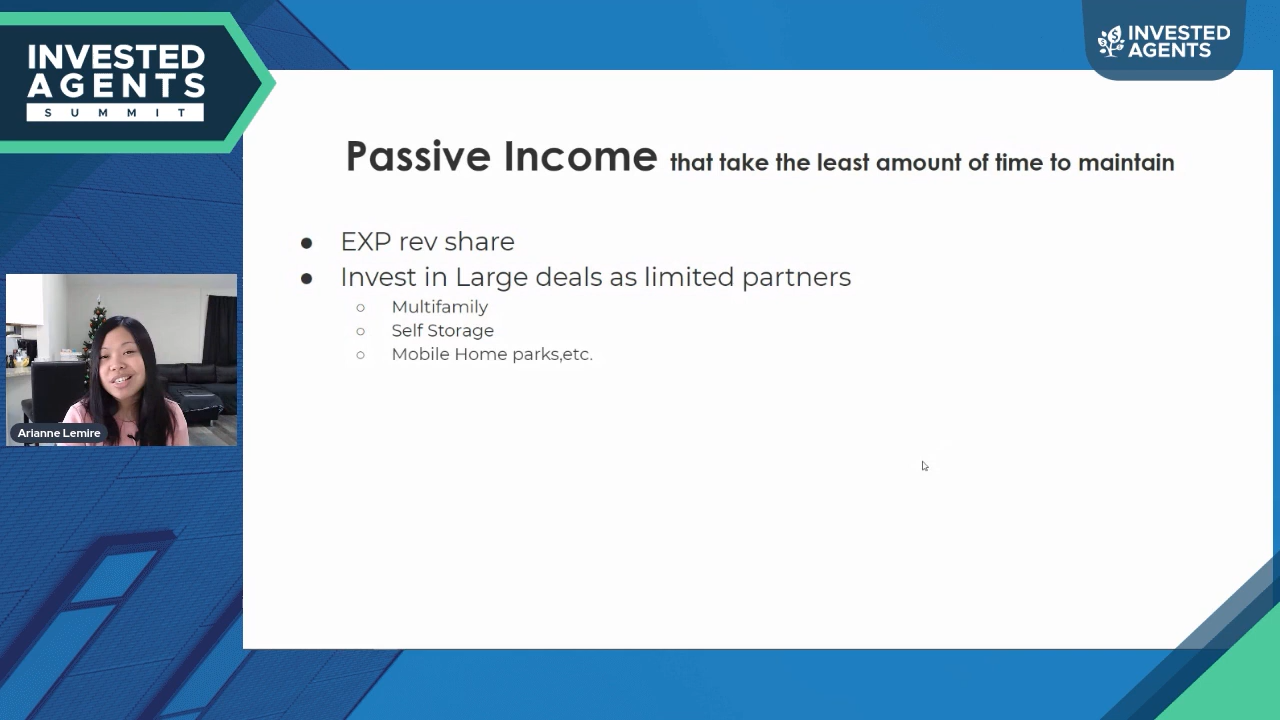 INVESTED
AGENTS
SUMMIT
INVESTED
AGENTS
Passive Income that take the least amount of time to maintain
● EXP rev share
● Invest in Large deals as limited partners
○ Multifamily
○ Self Storage
○ Mobile Home parks,etc.
Arianne Lemire